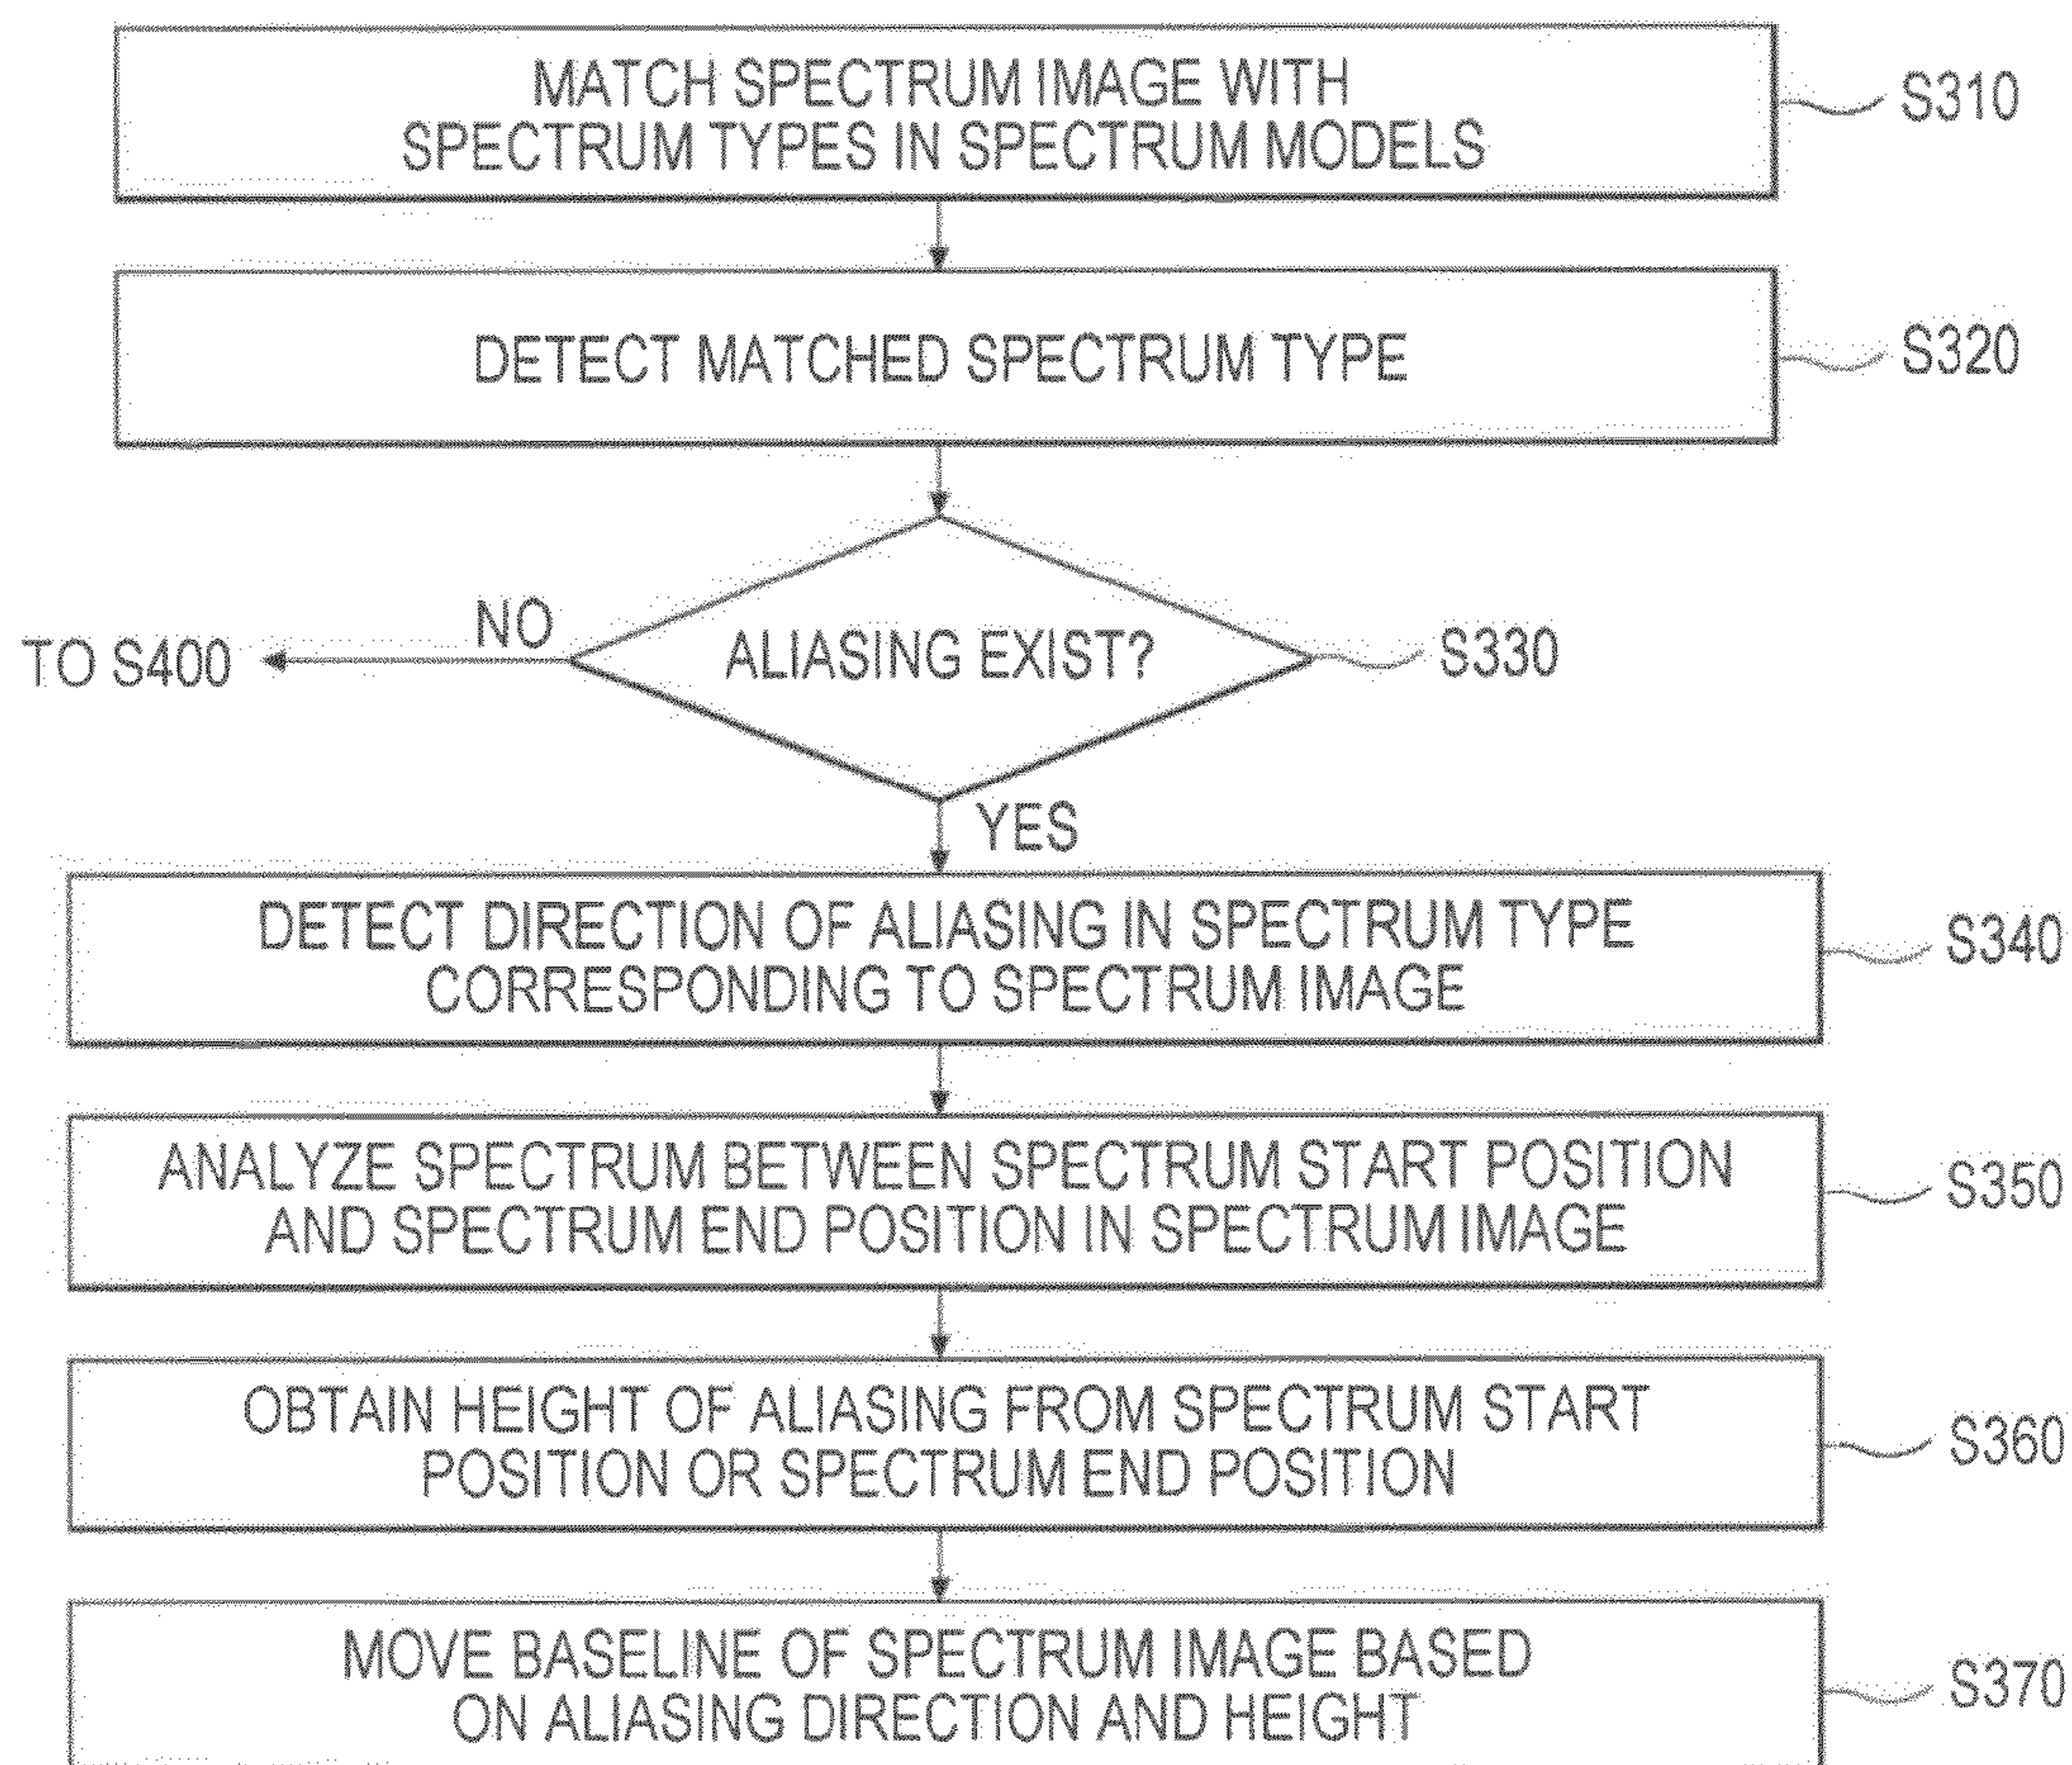 MATCH SPECTRUM IMAGE WITH
SPECTRUM TYPES IN SPECTRUM MODELS
S310
DETECT MATCHED SPECTRUM TYPE
S320
NO
TO S400
ALIASING EXIST?
S330
YES
DETECT DIRECTION OF ALIASING IN SPECTRUM TYPE
CORRESPONDING TO SPECTRUM IMAGE
S340
ANALYZE SPECTRUM BETWEEN SPECTRUM START POSITION
AND SPECTRUM END POSITION IN SPECTRUM IMAGE
S350
OBTAIN HEIGHT OF ALIASING FROM SPECTRUM START
POSITION OR SPECTRUM END POSITION
S360
MOVE BASELINE OF SPECTRUM IMAGE BASED
ON ALIASING DIRECTION AND HEIGHT
S370